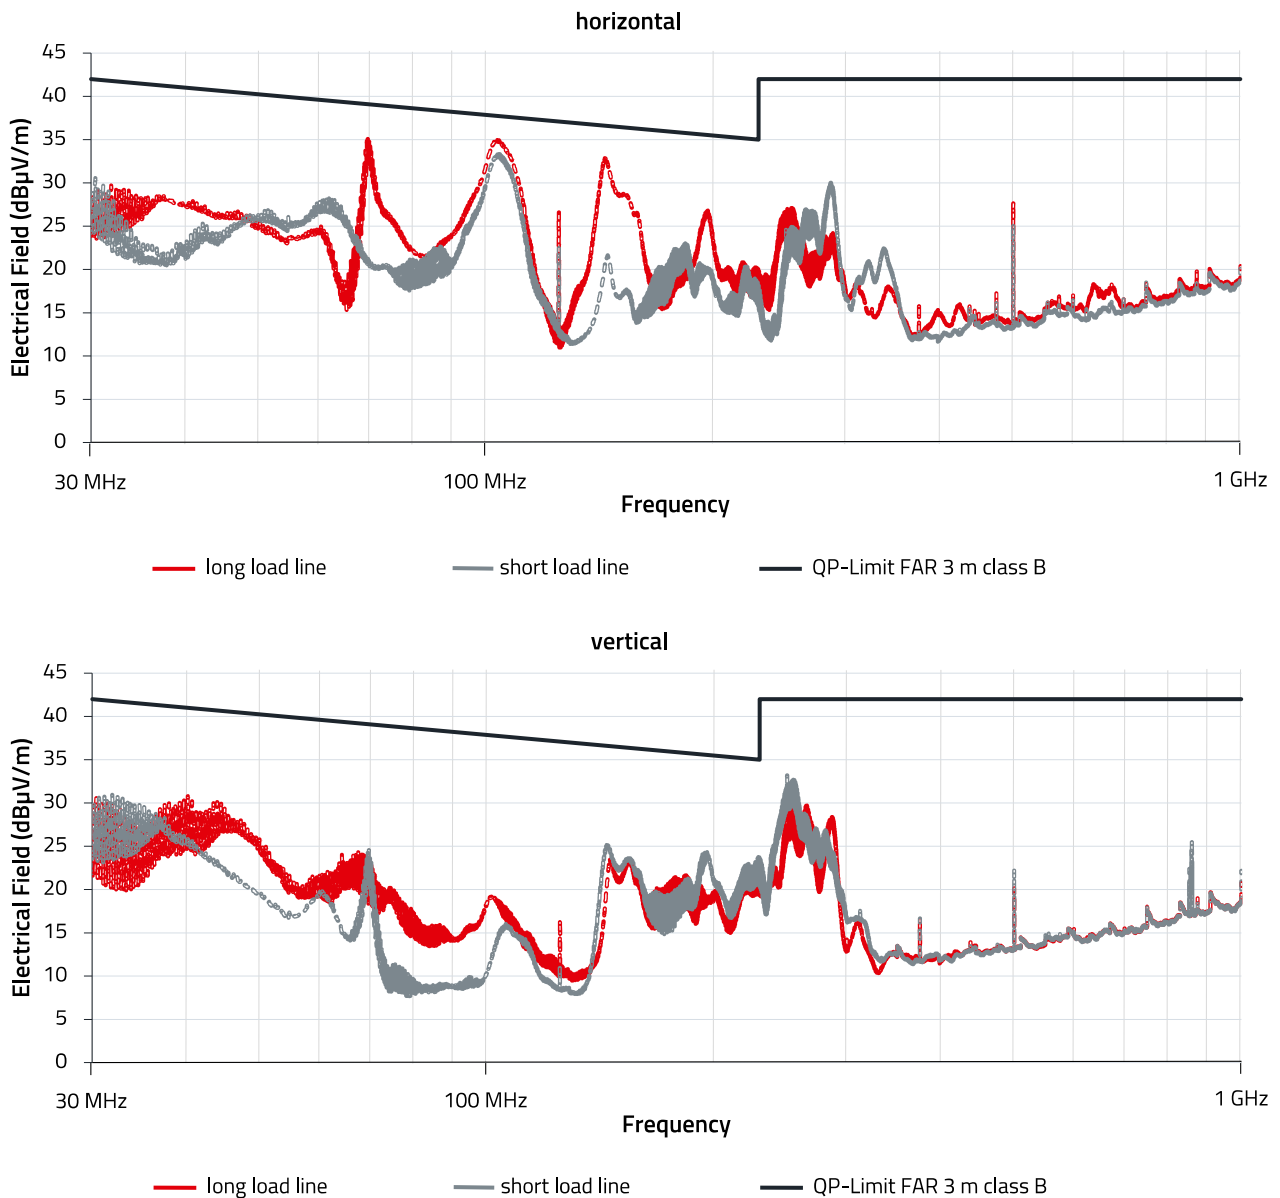 horizontal
Electrical Field (dBµV/m)
45
40
35
30
25
20
15
10
5
0
30 MHz
100 MHz
1 GHz
Frequency
long load line
short load line
QP-Limit FAR 3 m class B
vertical
Electrical Field (dBµV/m)
45
40
35
30
25
20
15
10
5
0
30 MHz
100 MHz
1 GHz
Frequency
long load line
short load line
QP-Limit FAR 3 m class B